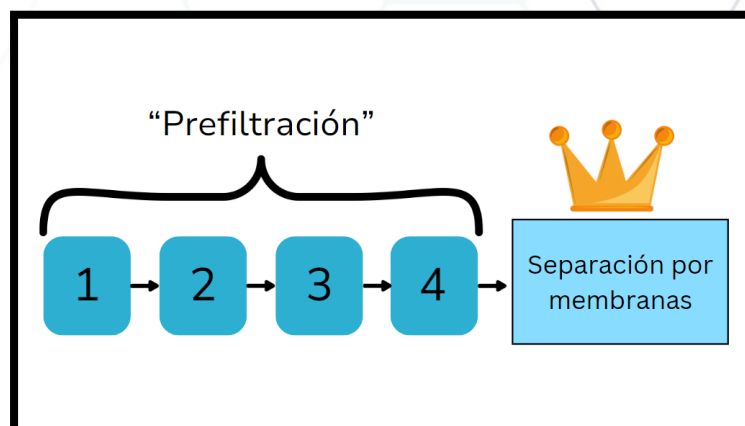 “Prefiltración”
1
2
3
4
Separación por
membranas